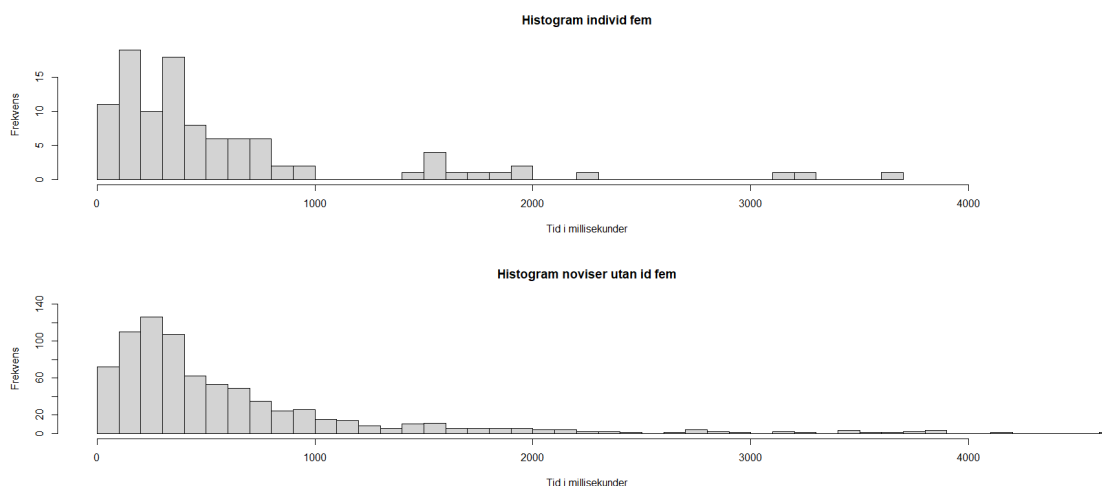 Histogram individ fem
Frekvens
15
10
5
0
0 1000 2000 3000 4000
Tid i millisekunder
Histogram noviser utan id fem
Frekvens
140
100
60
20
0
0 1000 2000 3000 4000
Tid i millisekunder